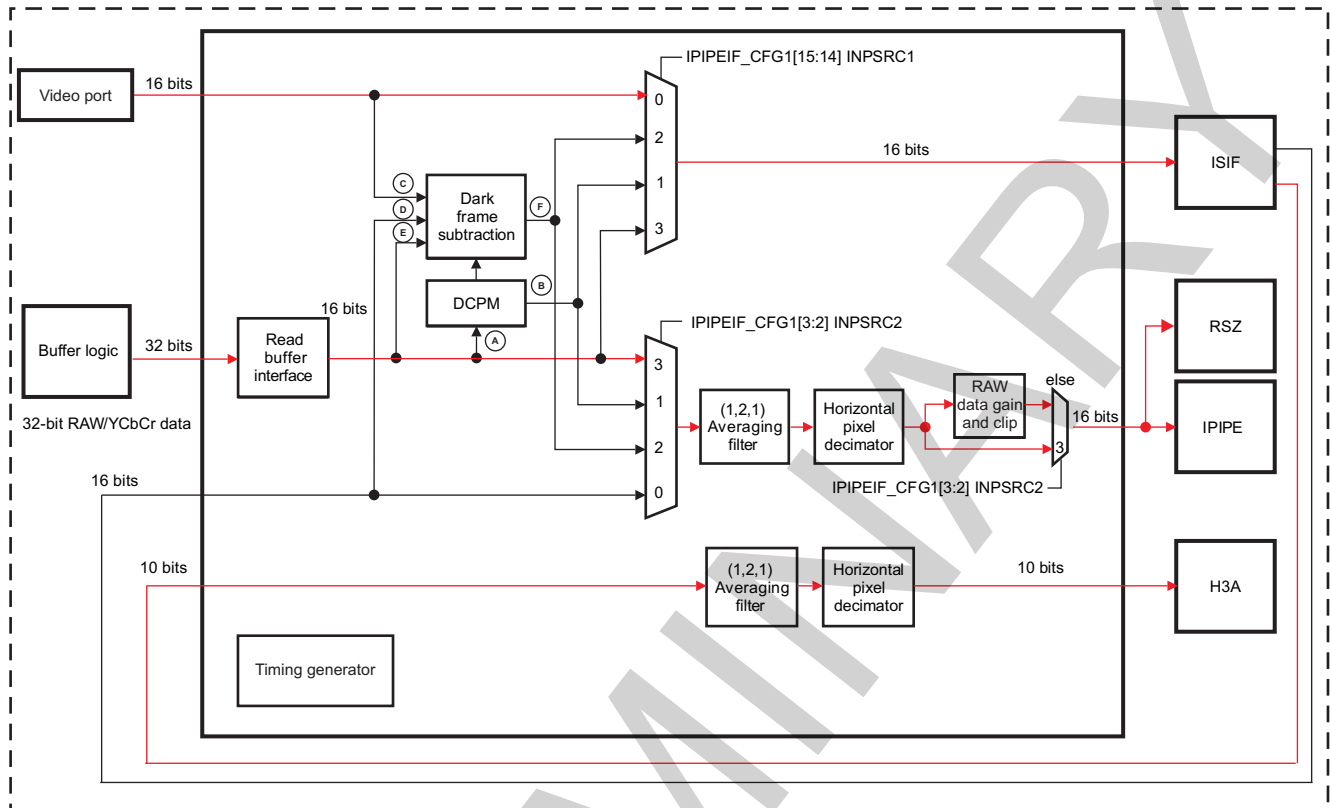 IPIPEIF_CFG1[15:14] INPSRC1
16 bits
Video port
0
2
1
3
16 bits
ISIF
C
D
E
Dark
frame
subtraction
F
DCPM
B
A
16 bits
Buffer logic
32 bits
Read
buffer
interface
32-bit RAW/YCbCr data
IPIPEIF_CFG1[3:2] INPSRC2
3
1
2
0
(1,2,1)
Averaging
filter
Horizontal
pixel
decimator
RAW
data gain
and clip
else
3
16 bits
IPIPEIF_CFG1[3:2] INPSRC2
RSZ
IPIPE
16 bits
10 bits
(1,2,1)
Averaging
filter
Horizontal
pixel
decimator
10 bits
H3A
Timing generator
MINARY